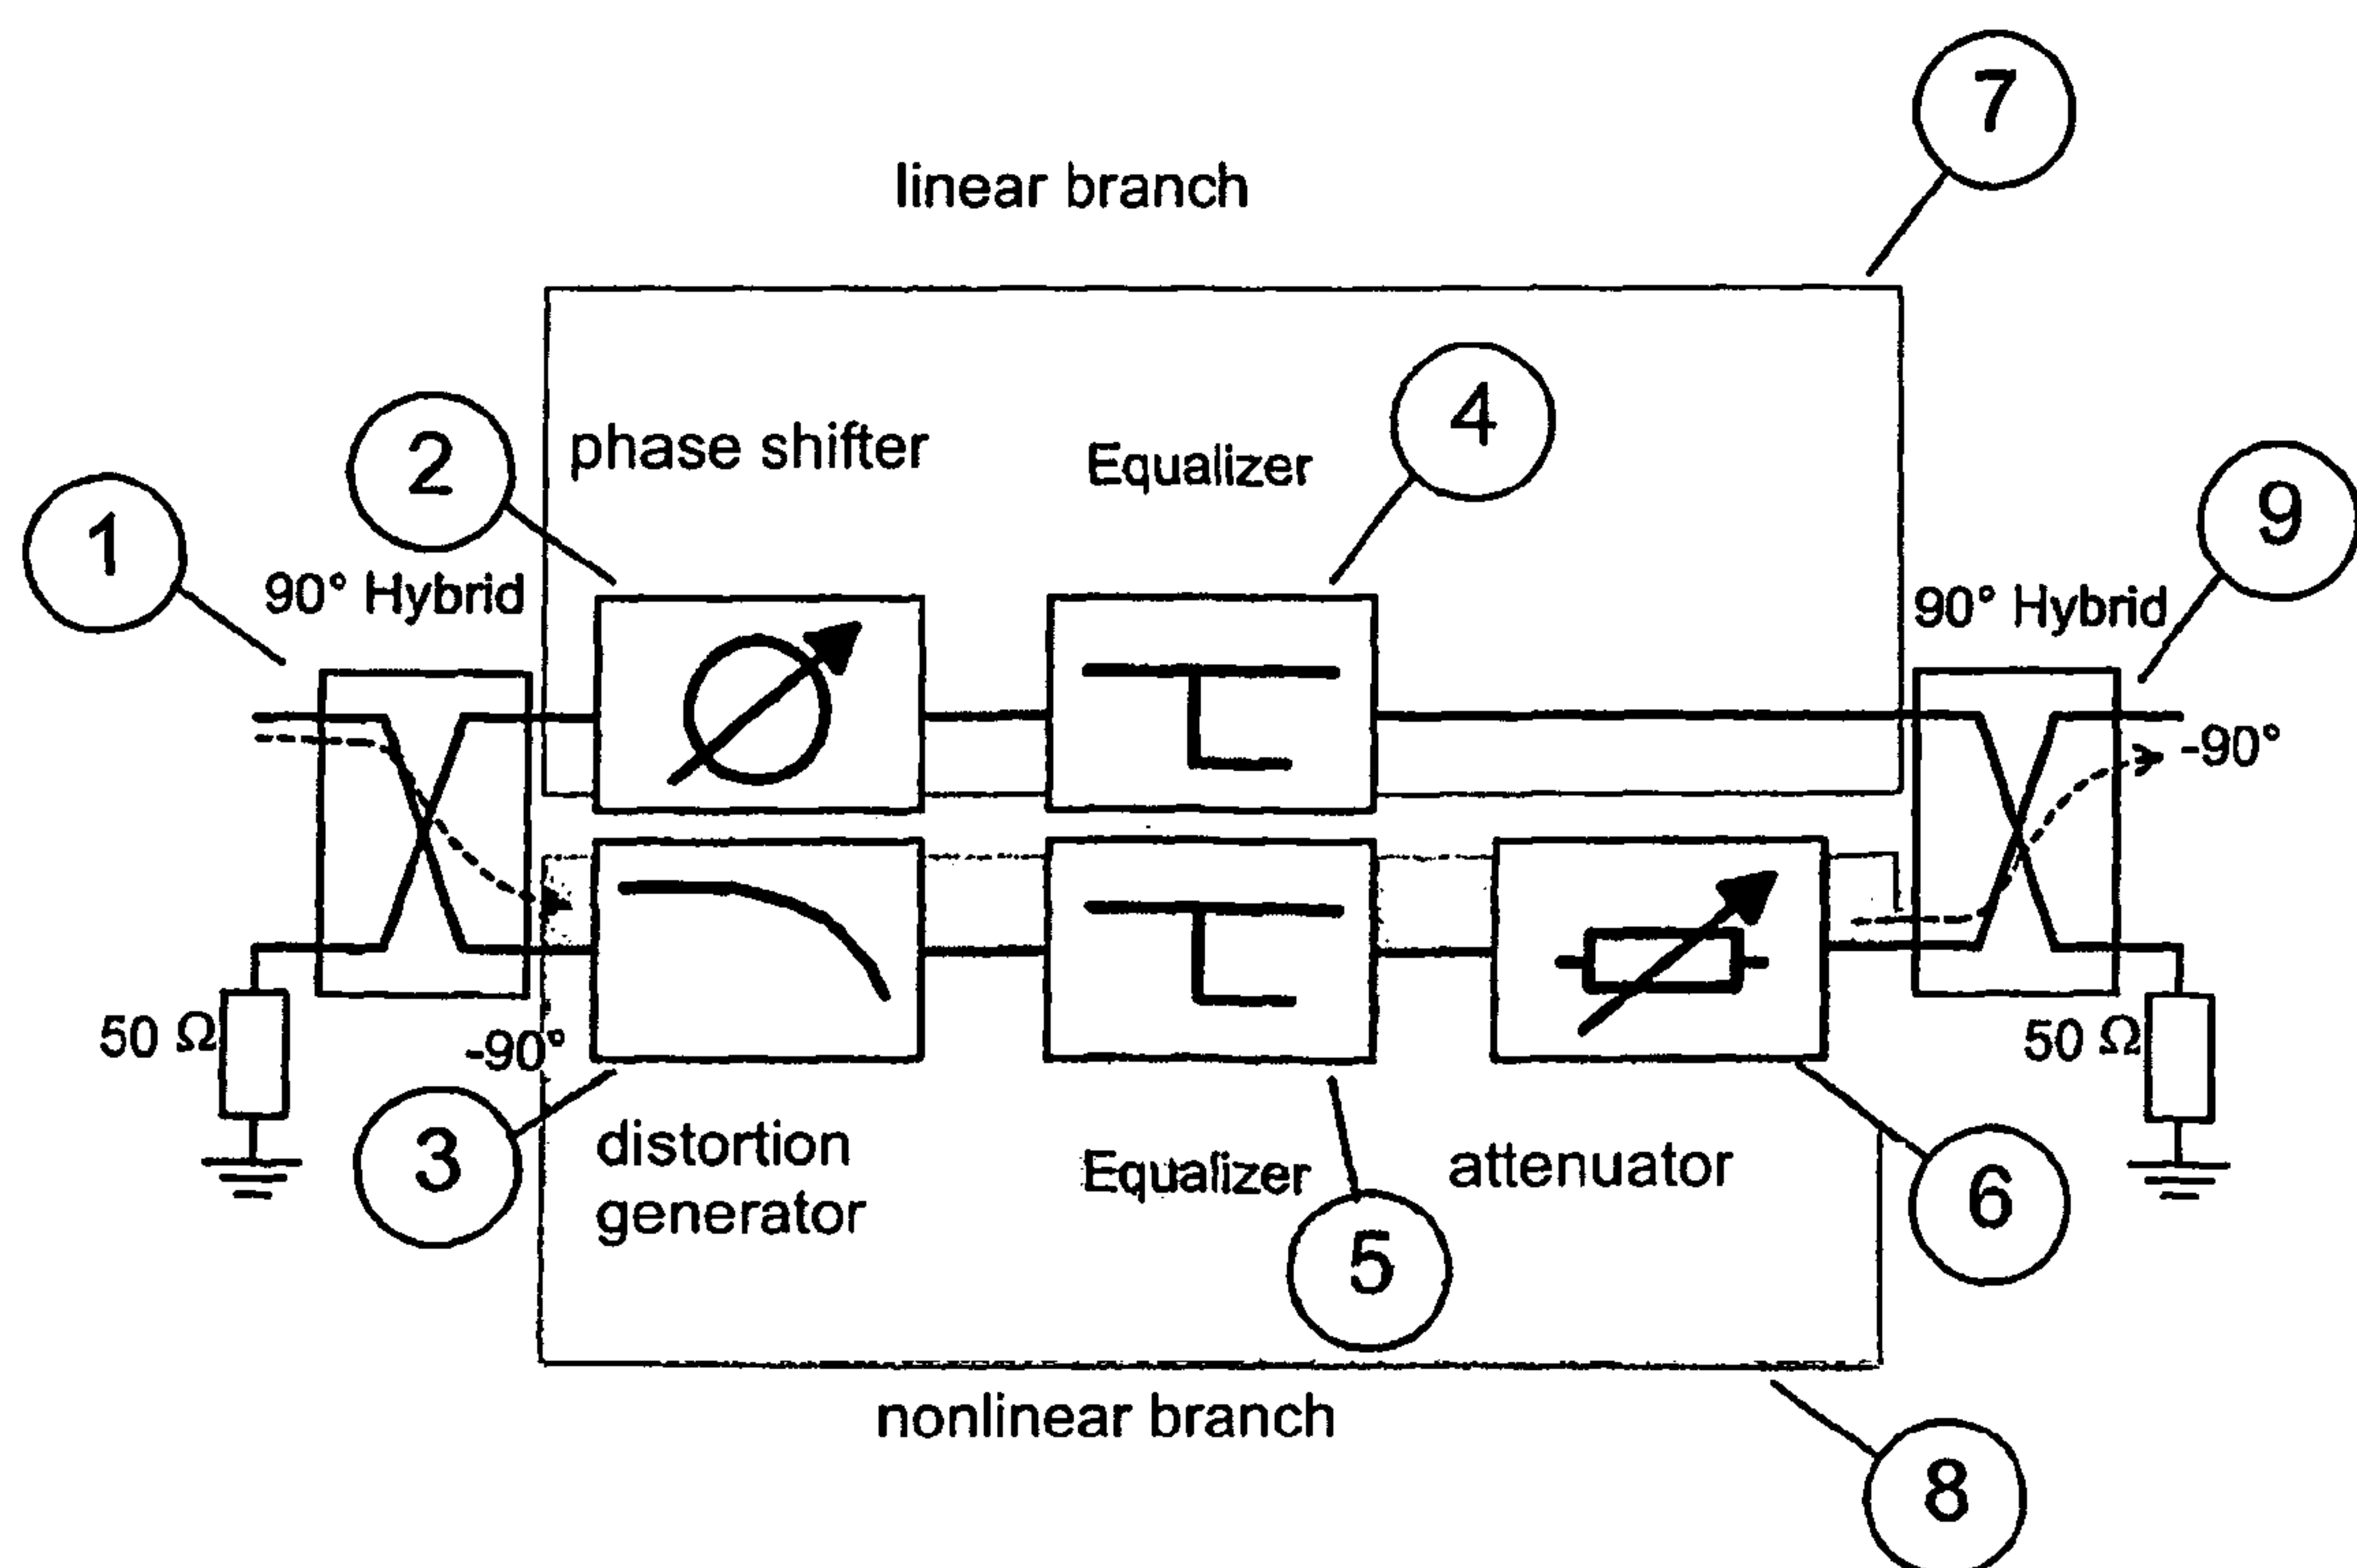 7
linear branch
4
2
phase shifter
Equalizer
9
1
90° Hybrid
90° Hybrid
-90°
50 Ω
-90°
50 Ω
3
distortion
generator
Equalizer
attenuator
6
5
nonlinear branch
8